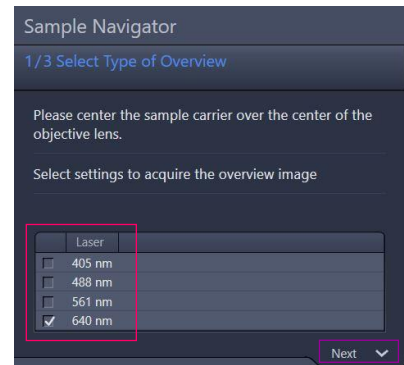 Sample Navigator
1/3 Select Type of Overview
Please center the sample carrier over the center of the
objective lens.
Select settings to acquire the overview image
Laser
405 nm
488 nm
561 nm
640 nm
Next